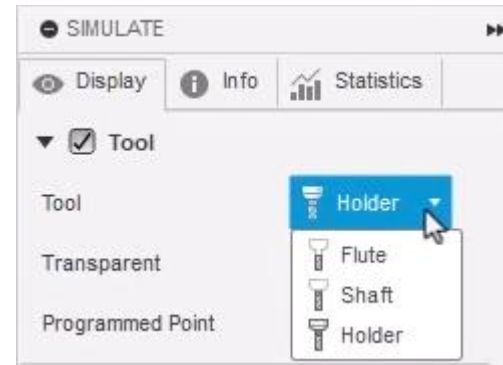 SIMULATE
Display Info Statistics
Tool
Tool Holder
Flute
Transparent
Shaft
Programmed Point
Holder